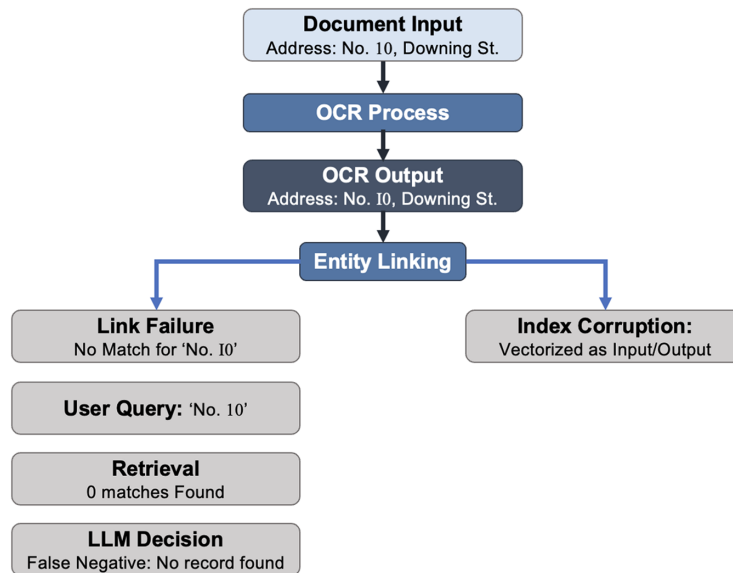 Document Input
Address: No. 10, Downing St.
OCR Process
OCR Output
Address: No. I0, Downing St.
Entity Linking
Link Failure
No Match for ‘No. I0’
Index Corruption:
Vectorized as Input/Output
User Query: ‘No. 10’
Retrieval
0 matches Found
LLM Decision
False Negative: No record found